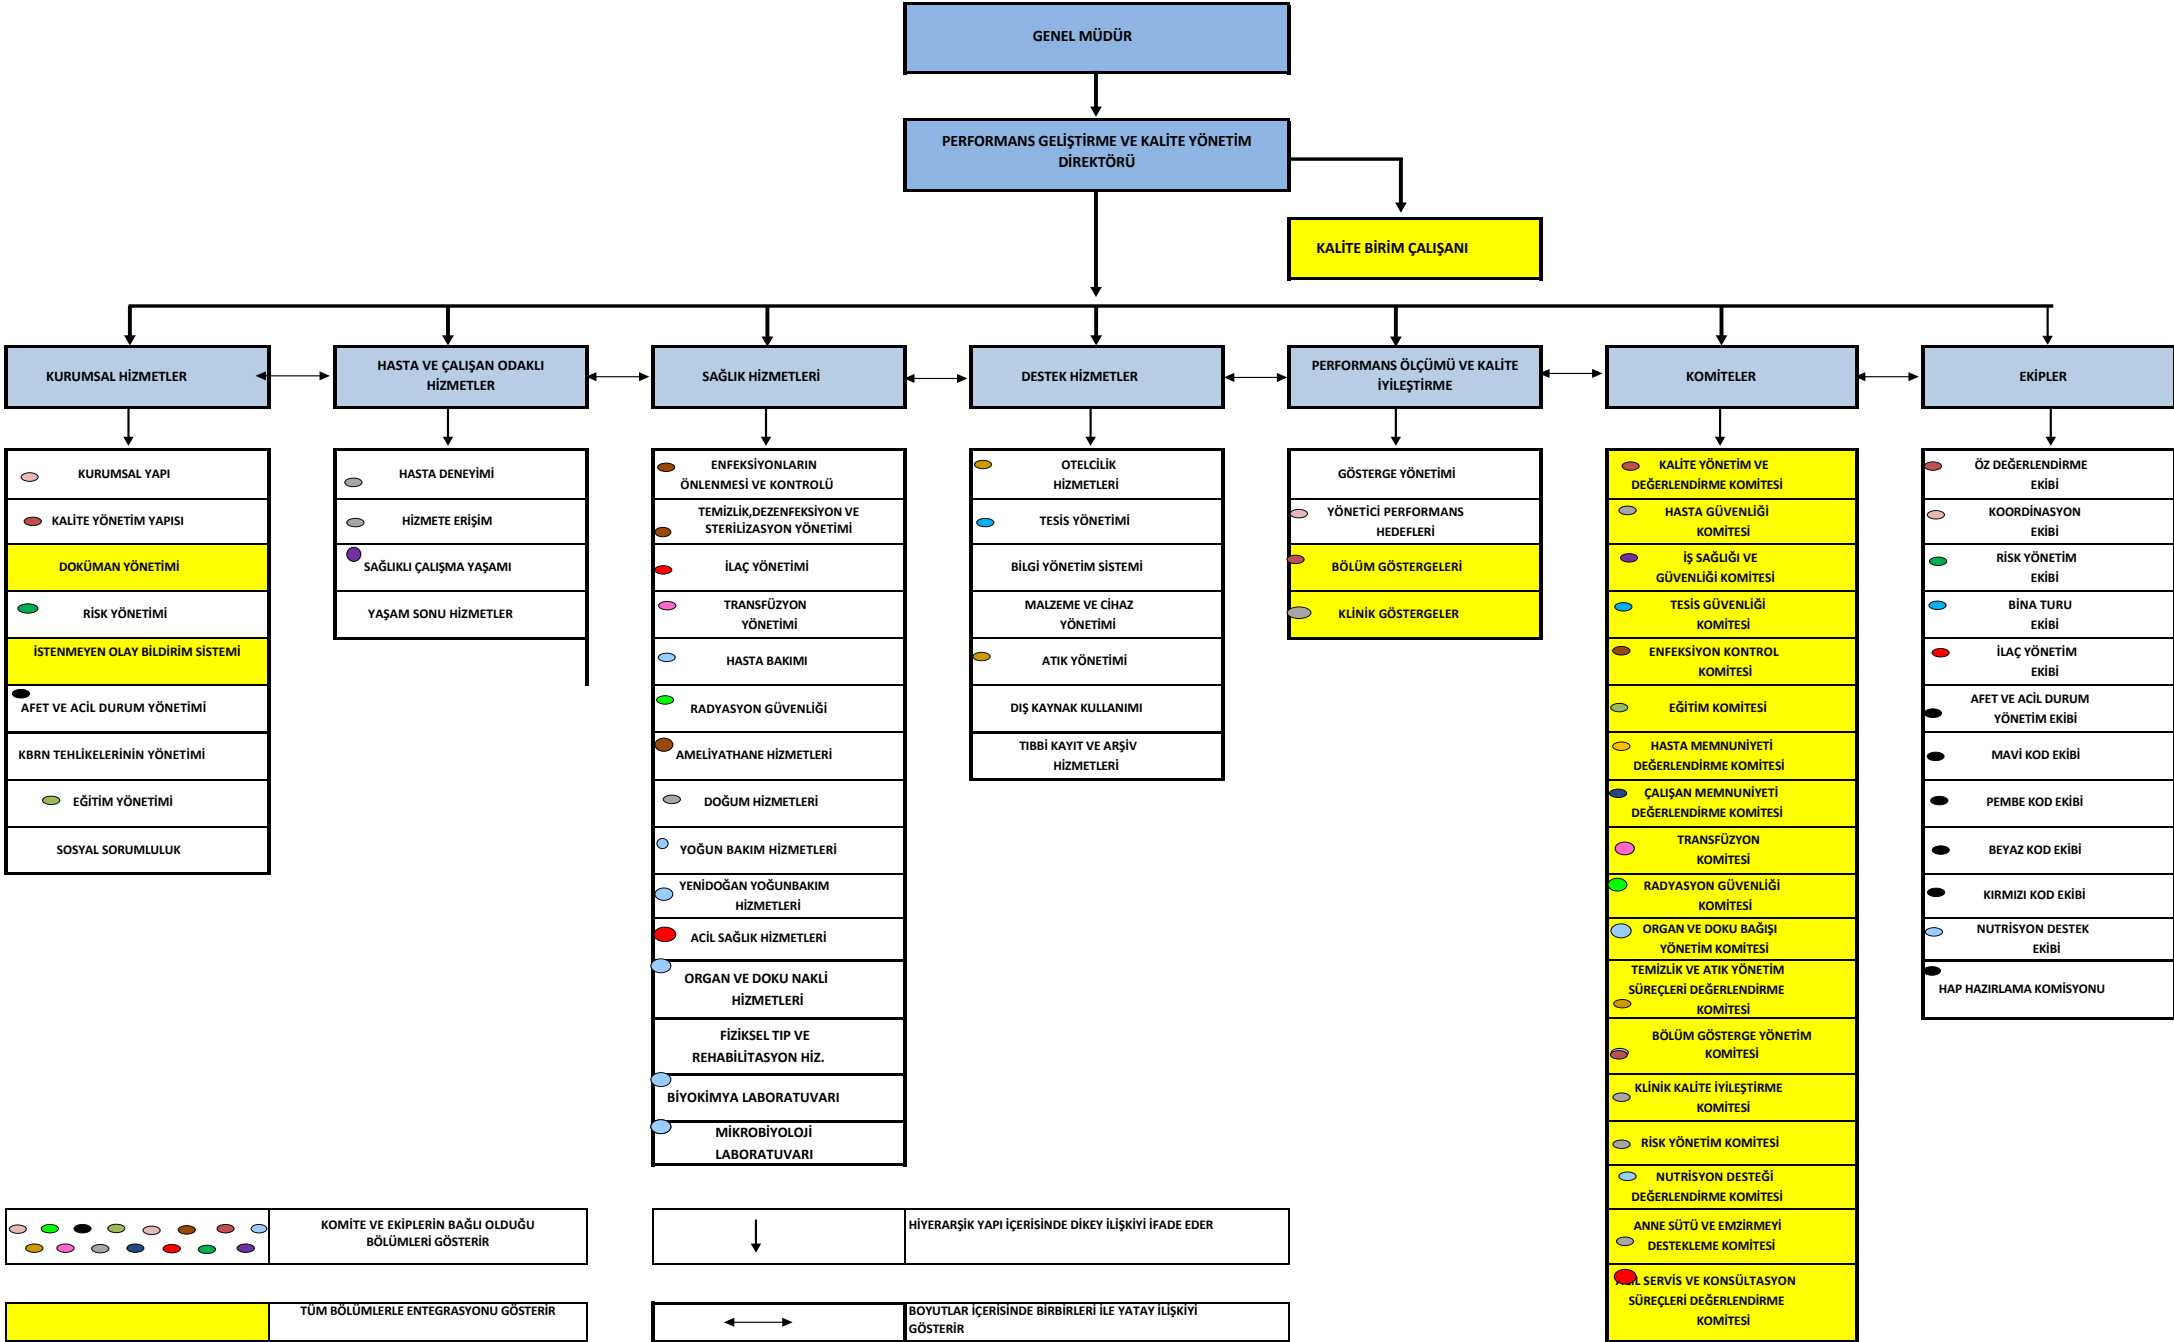 GENEL MÜDÜR
PERFORMANS GELİŞTİRME VE KALİTE YÖNETİM
DİREKTÖRÜ
KALİTE BİRİM ÇALIŞANI
KURUMSAL HİZMETLER
HASTA VE ÇALIŞAN ODAKLI
HİZMETLER
SAĞLIK HİZMETLERİ
DESTEK HİZMETLER
PERFORMANS ÖLÇÜMÜ VE KALİTE
İYİLEŞTİRME
KOMİTELER
EKİPLER
KURUMSAL YAPI
KALİTE YÖNETİM YAPISI
DOKÜMAN YÖNETİMİ
RİSK YÖNETİMİ
İSTENMEYEN OLAY BİLDİRİM SİSTEMİ
AFET VE ACİL DURUM YÖNETİMİ
KBRN TEHLİKELERİNİN YÖNETİMİ
EĞİTİM YÖNETİMİ
SOSYAL SORUMLULUK
HASTA DENEYİMİ
HİZMETE ERİŞİM
SAĞLIKLI ÇALIŞMA YAŞAMI
YAŞAM SONU HİZMETLER
ENFEKSİYONLARIN
ÖNLENMESİ VE KONTROLÜ
TEMİZLİK,DEZENFEKSİYON VE
STERİLİZASYON YÖNETİMİ
İLAÇ YÖNETİMİ
TRANSFÜZYON
YÖNETİMİ
HASTA BAKIMI
RADYASYON GÜVENLİĞİ
AMELİYATHANE HİZMETLERİ
DOĞUM HİZMETLERİ
YOĞUN BAKIM HİZMETLERİ
YENİDOĞAN YOĞUNBAKIM
HİZMETLERİ
ACİL SAĞLIK HİZMETLERİ
ORGAN VE DOKU NAKLİ
HİZMETLERİ
FİZİKSEL TIP VE
REHABİLİTASYON HİZ.
BİYOKİMYA LABORATUVARI
MİKROBİYOLOJİ
LABORATUVARI
OTELCİLİK
HİZMETLERİ
TESİS YÖNETİMİ
BİLGİ YÖNETİM SİSTEMİ
MALZEME VE CİHAZ
YÖNETİMİ
ATIK YÖNETİMİ
DIŞ KAYNAK KULLANIMI
TIBBİ KAYIT VE ARŞİV
HİZMETLERİ
GÖSTERGE YÖNETİMİ
YÖNETİCİ PERFORMANS
HEDEFLERİ
BÖLÜM GÖSTERGELERİ
KLİNİK GÖSTERGELER
KALİTE YÖNETİM VE
DEĞERLENDİRME KOMİTESİ
HASTA GÜVENLİĞİ
KOMİTESİ
İŞ SAĞLIĞI VE
GÜVENLİĞİ KOMİTESİ
TESİS GÜVENLİĞİ
KOMİTESİ
ENFEKSİYON KONTROL
KOMİTESİ
EĞİTİM KOMİTESİ
HASTA MEMNUNİYETİ
DEĞERLENDİRME KOMİTESİ
ÇALIŞAN MEMNUNİYETİ
DEĞERLENDİRME KOMİTESİ
TRANSFÜZYON
KOMİTESİ
RADYASYON GÜVENLİĞİ
KOMİTESİ
ORGAN VE DOKU BAĞIŞI
YÖNETİM KOMİTESİ
TEMİZLİK VE ATIK YÖNETİM
SÜREÇLERİ DEĞERLENDİRME
KOMİTESİ
BÖLÜM GÖSTERGE YÖNETİM
KOMİTESİ
KLİNİK KALİTE İYİLEŞTİRME
KOMİTESİ
RİSK YÖNETİM KOMİTESİ
NUTRİSYON DESTEĞİ
DEĞERLENDİRME KOMİTESİ
ANNE SÜTÜ VE EMZİRMEYİ
DESTEKLEME KOMİTESİ
SERVİS VE KONSÜLTASYON
SÜREÇLERİ DEĞERLENDİRME
KOMİTESİ
ÖZ DEĞERLENDİRME
EKİBİ
KOORDİNASYON
EKİBİ
RİSK YÖNETİM
EKİBİ
BİNA TURU
EKİBİ
İLAÇ YÖNETİM
EKİBİ
AFET VE ACİL DURUM
YÖNETİM EKİBİ
MAVİ KOD EKİBİ
PEMBE KOD EKİBİ
BEYAZ KOD EKİBİ
KIRMIZI KOD EKİBİ
NUTRİSYON DESTEK
EKİBİ
HAP HAZIRLAMA KOMİSYONU
KOMİTE VE EKİPLERİN BAĞLI OLDUĞU
BÖLÜMLERİ GÖSTERİR
HİYERARŞİK YAPI İÇERİSİNDE DİKEY İLİŞKİYİ İFADE EDER
TÜM BÖLÜMLERLE ENTEGRASYONU GÖSTERİR
BOYUTLAR İÇERİSİNDE BİRBİRLERİ İLE YATAY İLİŞKİYİ
GÖSTERİR